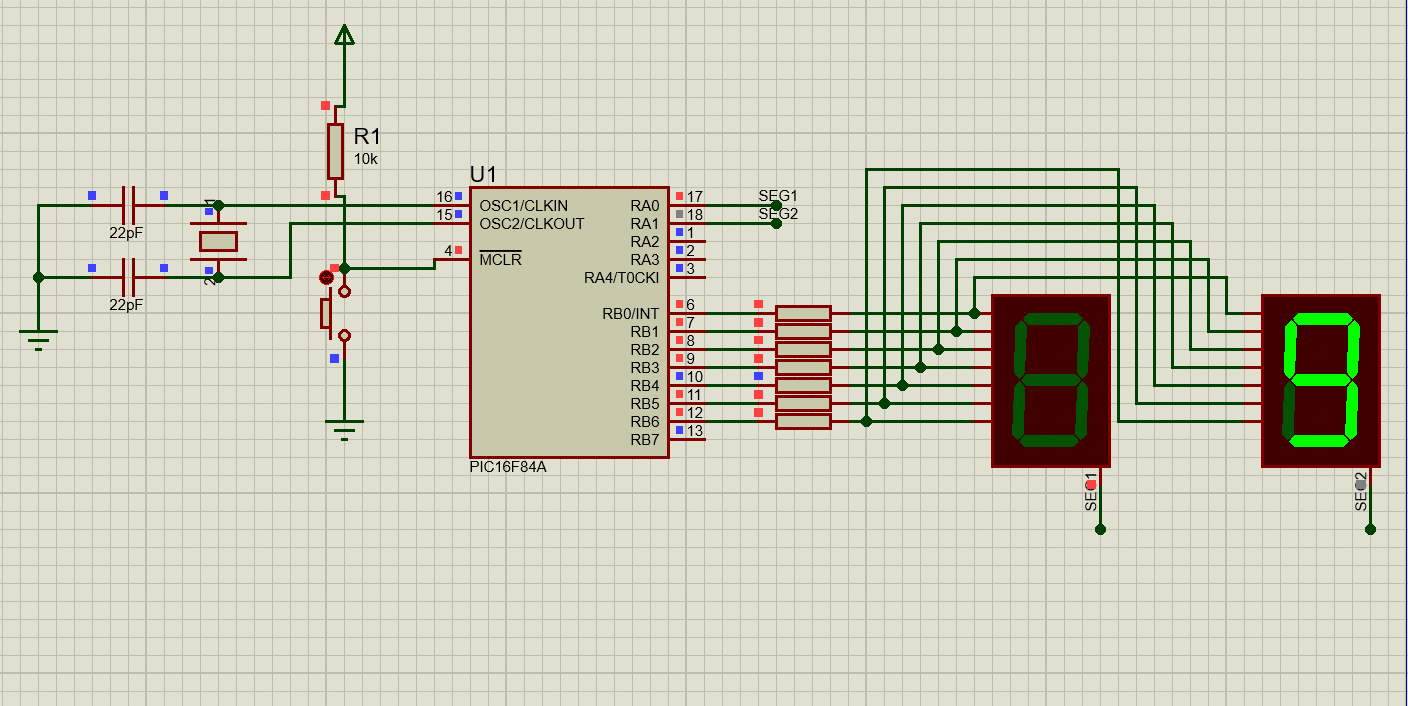 R1
10k
U1
16
15
4
OSC1/CLKIN
OSC2/CLKOUT
MCLR
RA0
RA1
RA2
RA3
RA4/T0CKI
RB0/INT
RB1
RB2
RB3
RB4
RB5
RB6
RB7
17
18
1
2
3
6
7
8
9
10
11
12
13
PIC16F84A
SEG1
SEG2
22pF
22pF
1
2
SEG1
SEG2
9